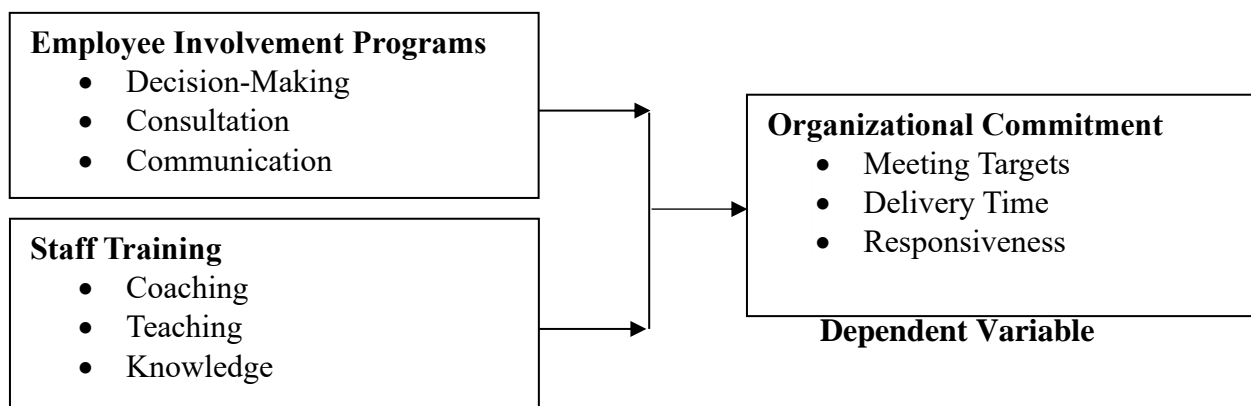 Employee Involvement Programs
• Decision-Making
• Consultation
• Communication
Staff Training
• Coaching
• Teaching
• Knowledge
Organizational Commitment
• Meeting Targets
• Delivery Time
• Responsiveness
Dependent Variable